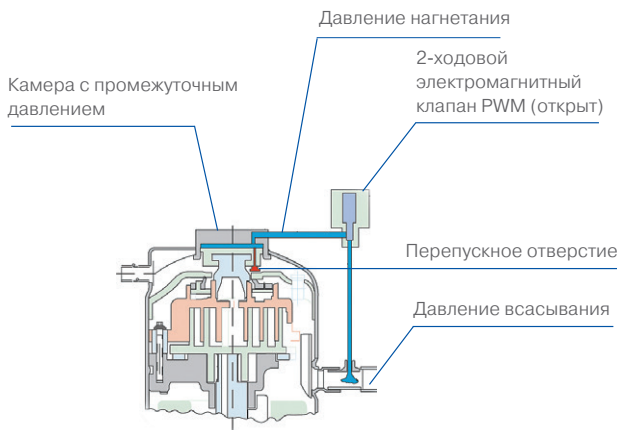 Давление нагнетания
2-ходовой
электромагнитный
клапан PWM (открыт)
Камера с промежуточным
давлением
Перепускное отверстие
Давление всасывания